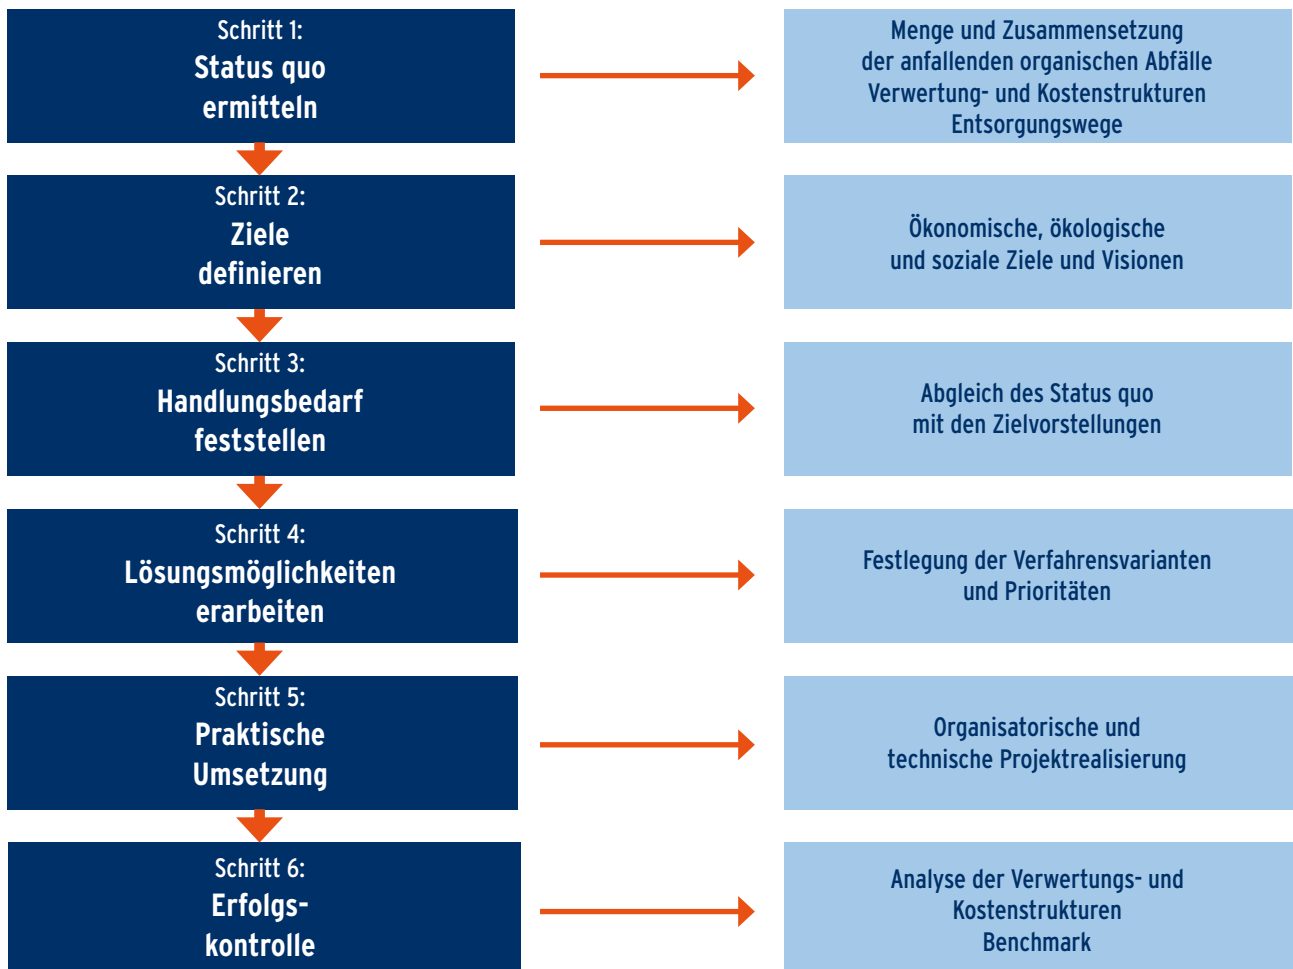 Schritt 1:
Status quo
ermitteln
Menge und Zusammensetzung
der anfallenden organischen Abfälle
Verwertung- und Kostenstrukturen
Entsorgungswege
Schritt 2:
Ziele
definieren
Ökonomische, ökologische
und soziale Ziele und Visionen
Schritt 3:
Handlungsbedarf
feststellen
Abgleich des Status quo
mit den Zielvorstellungen
Schritt 4:
Lösungsmöglichkeiten
erarbeiten
Festlegung der Verfahrensvarianten
und Prioritäten
Schritt 5:
Praktische
Umsetzung
Organisatorische und
technische Projektrealisierung
Schritt 6:
Erfolgs-
kontrolle
Analyse der Verwertungs- und
Kostenstrukturen
Benchmark